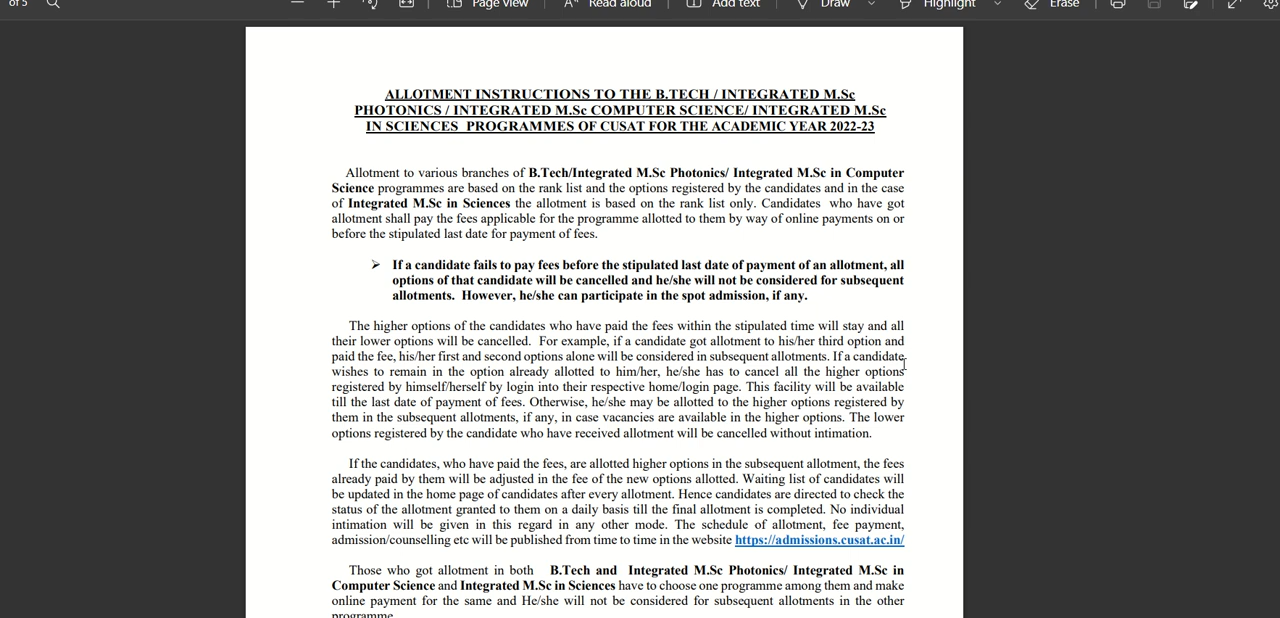 of 5
Page view
Read aloud
Add text
Draw
Highlight
Erase
ALLOTMENT INSTRUCTIONS TO THE B.TECH / INTEGRATED M.Sc
PHOTONICS / INTEGRATED M.Sc COMPUTER SCIENCE/ INTEGRATED M.Sc
IN SCIENCES PROGRAMMES OF CUSAT FOR THE ACADEMIC YEAR 2022-23
Allotment to various branches of B.Tech/Integrated M.Sc Photonics/ Integrated M.Sc in Computer
Science programmes are based on the rank list and the options registered by the candidates and in the case
of Integrated M.Sc in Sciences the allotment is based on the rank list only. Candidates who have got
allotment shall pay the fees applicable for the programme allotted to them by way of online payments on or
before the stipulated last date for payment of fees.
➢ If a candidate fails to pay fees before the stipulated last date of payment of an allotment, all
options of that candidate will be cancelled and he/she will not be considered for subsequent
allotments. However, he/she can participate in the spot admission, if any.
The higher options of the candidates who have paid the fees within the stipulated time will stay and all
their lower options will be cancelled. For example, if a candidate got allotment to his/her third option and
paid the fee, his/her first and second options alone will be considered in subsequent allotments. If a candidate
wishes to remain in the option already allotted to him/her, he/she has to cancel all the higher options
registered by himself/herself by login into their respective home/login page. This facility will be available
till the last date of payment of fees. Otherwise, he/she may be allotted to the higher options registered by
them in the subsequent allotments, if any, in case vacancies are available in the higher options. The lower
options registered by the candidate who have received allotment will be cancelled without intimation.
If the candidates, who have paid the fees, are allotted higher options in the subsequent allotment, the fees
already paid by them will be adjusted in the fee of the new options allotted. Waiting list of candidates will
be updated in the home page of candidates after every allotment. Hence candidates are directed to check the
status of the allotment granted to them on a daily basis till the final allotment is completed. No individual
intimation will be given in this regard in any other mode. The schedule of allotment, fee payment,
admission/counselling etc will be published from time to time in the website https://admissions.cusat.ac.in/
Those who got allotment in both B.Tech and Integrated M.Sc Photonics/ Integrated M.Sc in
Computer Science and Integrated M.Sc in Sciences have to choose one programme among them and make
online payment for the same and He/she will not be considered for subsequent allotments in the other
programme.